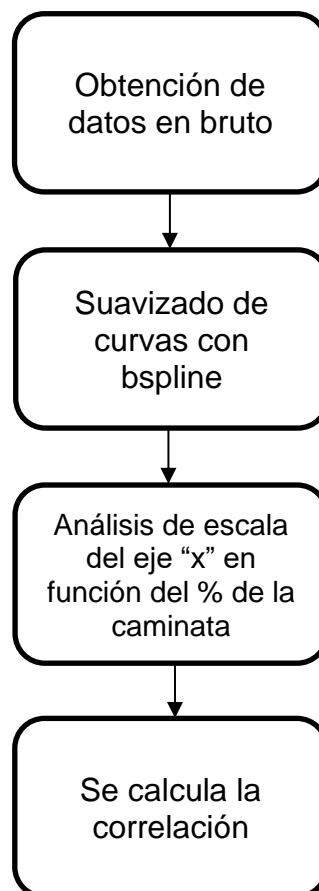 Obtención de
datos en bruto
Suavizado de
curvas con
bspline
Análisis de escala
del eje “x” en
función del % de la
caminata
Se calcula la
correlación